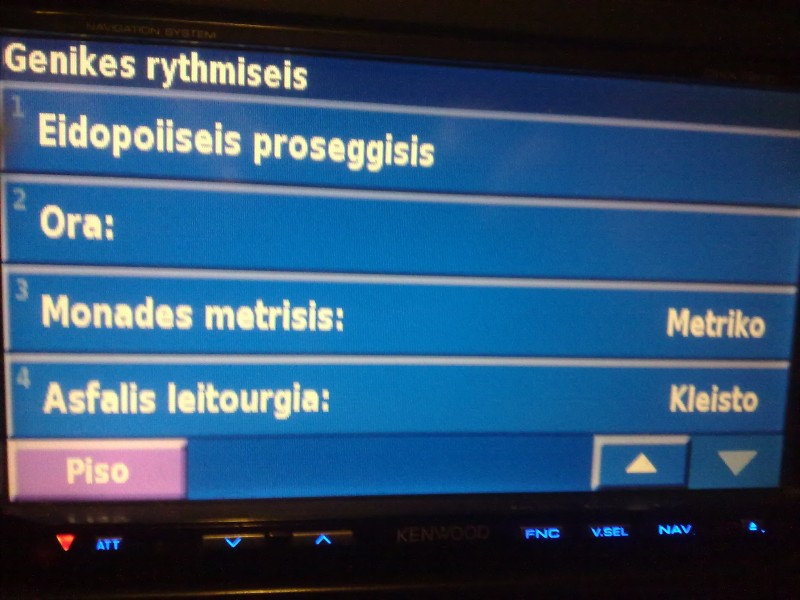 NAVIGATION SYSTEM
Genikes rythmiseis
1
Eidopoiiseis proseggisis
2
Ora:
3
Monades metrisis: Metriko
4
Asfalis leitourgia: Kleisto
Piso
ATT KENWOOD FNC V.SEL NAV